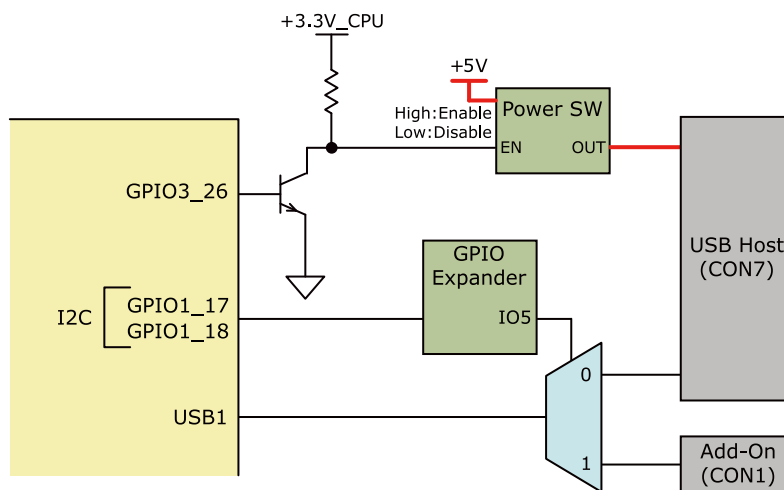 +3.3V_CPU
+5V
High:Enable
Low:Disable
Power SW
EN
OUT
GPIO3_26
USB Host
(CON7)
GPIO
Expander
IO5
I2C
GPIO1_17
GPIO1_18
0
USB1
1
Add-On
(CON1)